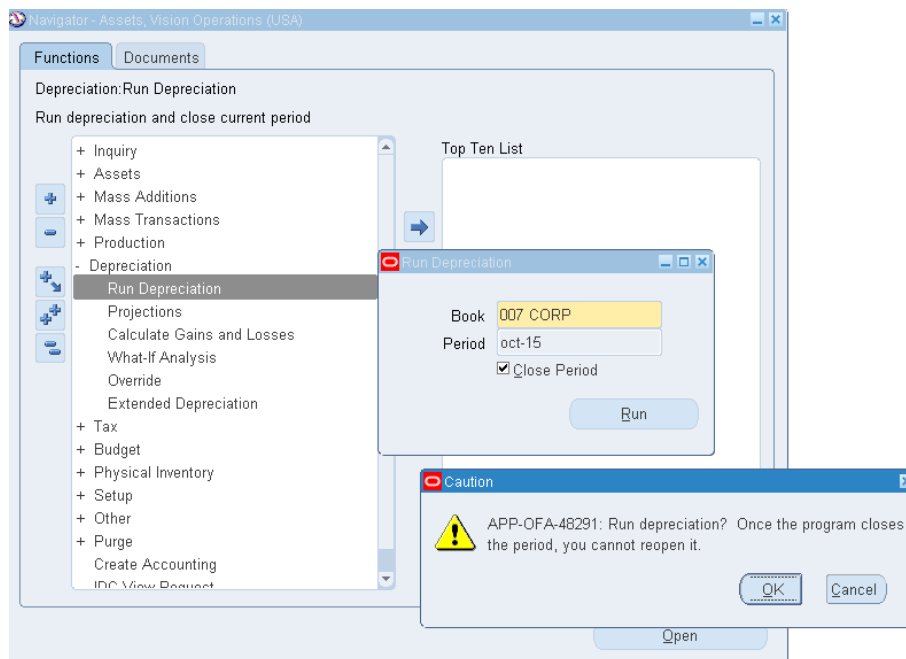 Navigator - Assets, Vision Operations (USA)
Functions
Documents
Depreciation:Run Depreciation
Run depreciation and close current period
+ Inquiry
+ Assets
+ Mass Additions
+ Mass Transactions
+ Production
- Depreciation
Run Depreciation
Projections
Calculate Gains and Losses
What-If Analysis
Override
Extended Depreciation
+ Tax
+ Budget
+ Physical Inventory
+ Setup
+ Other
+ Purge
Create Accounting
IDC View Request
Top Ten List
Run Depreciation
Book 007 CORP
Period oct-15
Close Period
Run
Caution
APP-OFA-48291: Run depreciation? Once the program closes
the period, you cannot reopen it.
OK
Cancel
Open